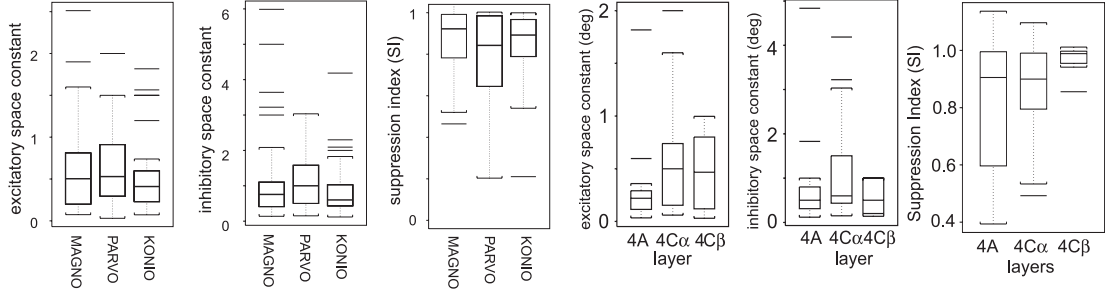 excitatory space constant
2
1
0
MAGNO
PARVO
KONIO
inhibitory space constant
6
4
2
1
0
MAGNO
PARVO
KONIO
suppression index (SI)
1
0
MAGNO
PARVO
KONIO
excitatory space constant (deg)
2
1
0
4A 4Cα 4Cβ
layer
inhibitory space constant (deg)
4
2
0
4A 4Cα 4Cβ
layer
Suppression Index (SI)
1.0
0.8
0.6
0.4
4A 4Cα 4Cβ
layers